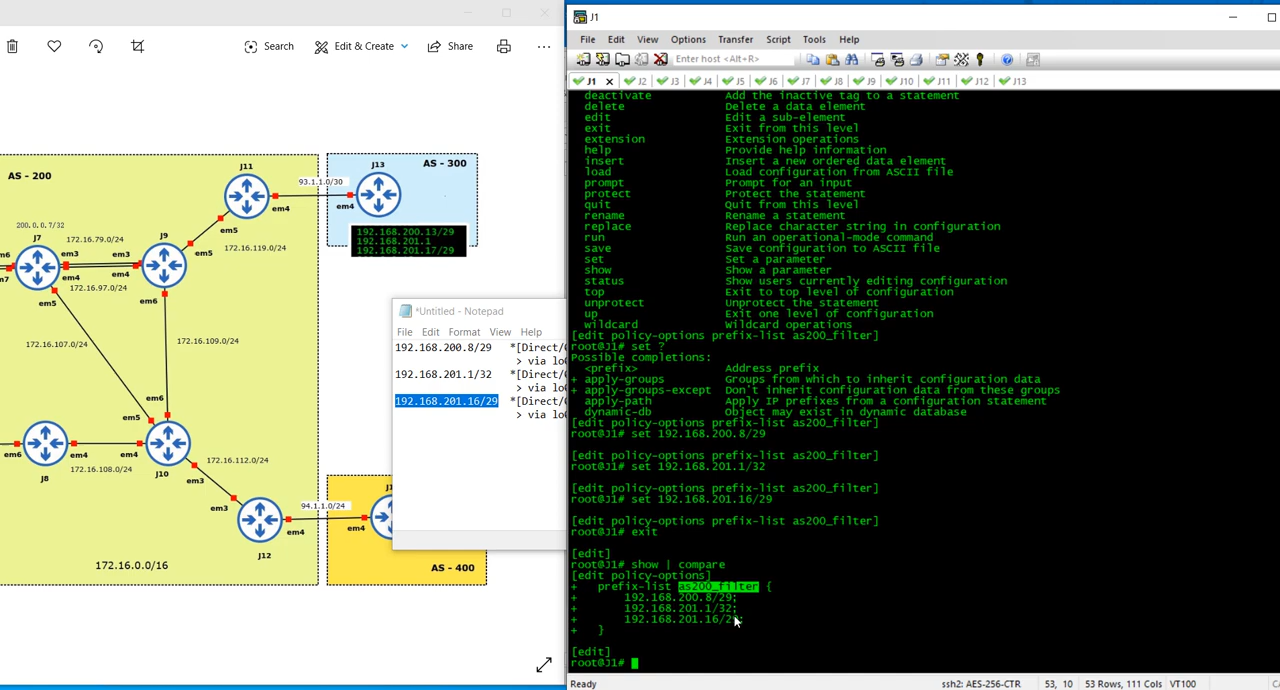 Search
Edit & Create
Share
J1
File Edit View Options Transfer Script Tools Help
Enter host <Alt+R>
J1 J2 J3 J4 J5 J6 J7 J8 J9 J10 J11 J12 J13
AS - 200
J11
93.1.1.0/30
J13
AS - 300
em4
em4
em5
192.168.200.13/29
192.168.201.1
192.168.201.17/29
200.0.0.7/32
J7
172.16.79.0/24
J9
172.16.119.0/24
em6
em3
em3
em5
em7
em4
em4
172.16.97.0/24
em5
em6
172.16.107.0/24
172.16.109.0/24
em6
em5
em6
em4
em4
172.16.108.0/24
J8
J10
172.16.112.0/24
em3
em3
94.1.1.0/24
em4
em4
J12
172.16.0.0/16
AS - 400
*Untitled - Notepad
File Edit Format View Help
192.168.200.8/29 *[Direct/
> via lo
192.168.201.1/32 *[Direct/
> via lo
192.168.201.16/29 *[Direct/
> via lo
deactivate Add the inactive tag to a statement
delete Delete a data element
edit Edit a sub-element
exit Exit from this level
extension Extension operations
help Provide help information
insert Insert a new ordered data element
load Load configuration from ASCII file
prompt Prompt for an input
protect Protect the statement
quit Quit from this level
rename Rename a statement
replace Replace character string in configuration
run Run an operational-mode command
save Save configuration to ASCII file
set Set a parameter
show Show a parameter
status Show users currently editing configuration
top Exit to top level of configuration
unprotect Unprotect the statement
up Exit one level of configuration
wildcard Wildcard operations
[edit policy-options prefix-list as200_filter]
root@J1# set ?
Possible completions:
<prefix> Address prefix
+ apply-groups Groups from which to inherit configuration data
+ apply-groups-except Don't inherit configuration data from these groups
apply-path Apply IP prefixes from a configuration statement
dynamic-db Object may exist in dynamic database
[edit policy-options prefix-list as200_filter]
root@J1# set 192.168.200.8/29
[edit policy-options prefix-list as200_filter]
root@J1# set 192.168.201.1/32
[edit policy-options prefix-list as200_filter]
root@J1# set 192.168.201.16/29
[edit policy-options prefix-list as200_filter]
root@J1# exit
[edit]
root@J1# show | compare
[edit policy-options]
+ prefix-list as200_filter {
+ 192.168.200.8/29;
+ 192.168.201.1/32;
+ 192.168.201.16/29;
+ }
[edit]
root@J1#
Ready
ssh2: AES-256-CTR 53, 10 53 Rows, 111 Cols VT100